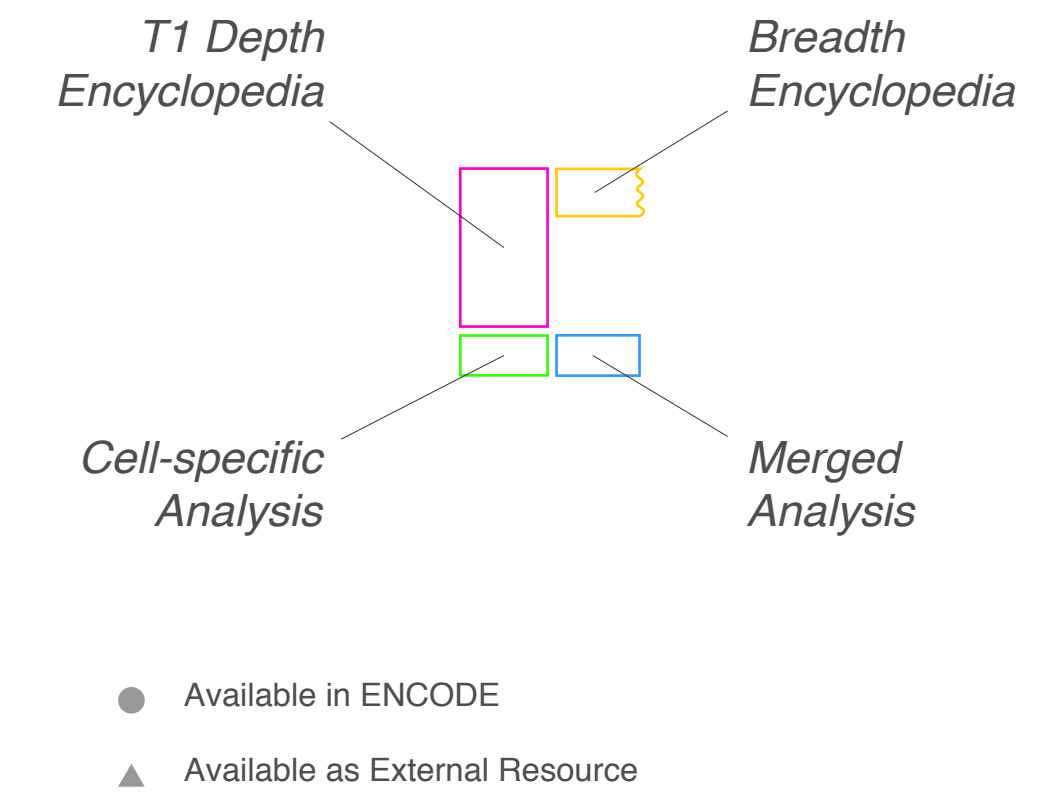 T1 Depth
Encyclopedia
Breadth
Encyclopedia
Cell-specific
Analysis
Merged
Analysis
Available in ENCODE
Available as External Resource